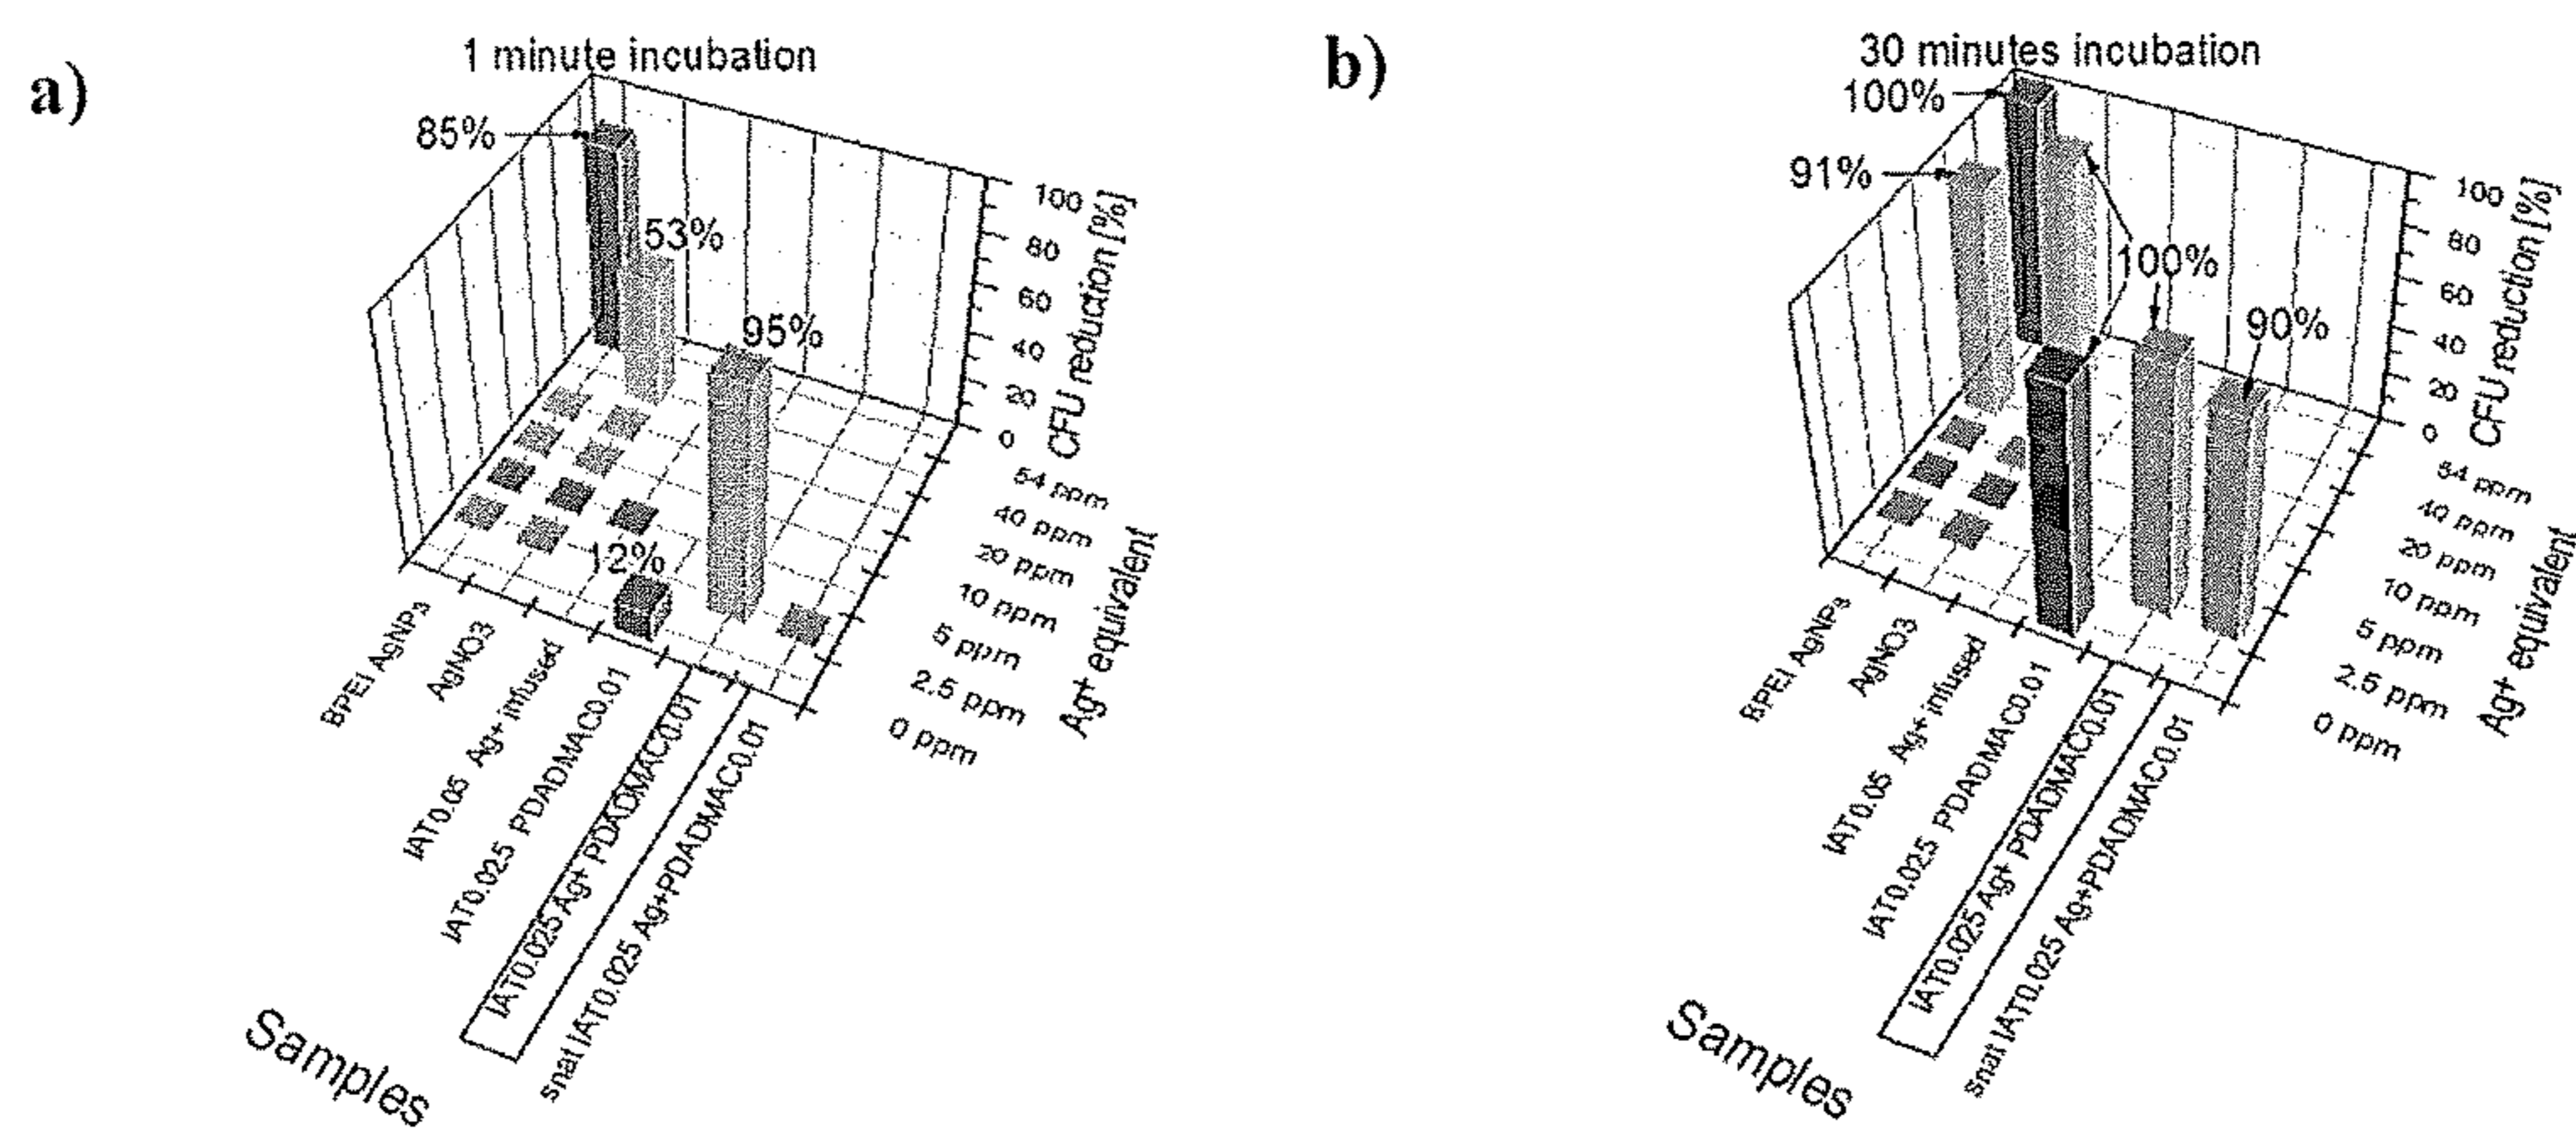 a)
1 minute incubation
85%
53%
95%
12%
100
80
60
40
20
0
CFU reduction [%]
54 ppm
40 ppm
20 ppm
10 ppm
5 ppm
2.5 ppm
0 ppm
Ag+ equivalent
BPEI AgNPs
AgNO3
IAT0.05 Ag+ infused
IAT0.025 PDADMAC0.01
IAT0.025 Ag+ PDADMAC0.01
snat IAT0.025 Ag+PDADMAC0.01
Samples
b)
30 minutes incubation
100%
91%
100%
90%
100
80
60
40
20
0
CFU reduction [%]
54 ppm
40 ppm
20 ppm
10 ppm
5 ppm
2.5 ppm
0 ppm
Ag+ equivalent
BPEI AgNPs
AgNO3
IAT0.05 Ag+ infused
IAT0.025 PDADMAC0.01
IAT0.025 Ag+ PDADMAC0.01
snat IAT0.025 Ag+PDADMAC0.01
Samples